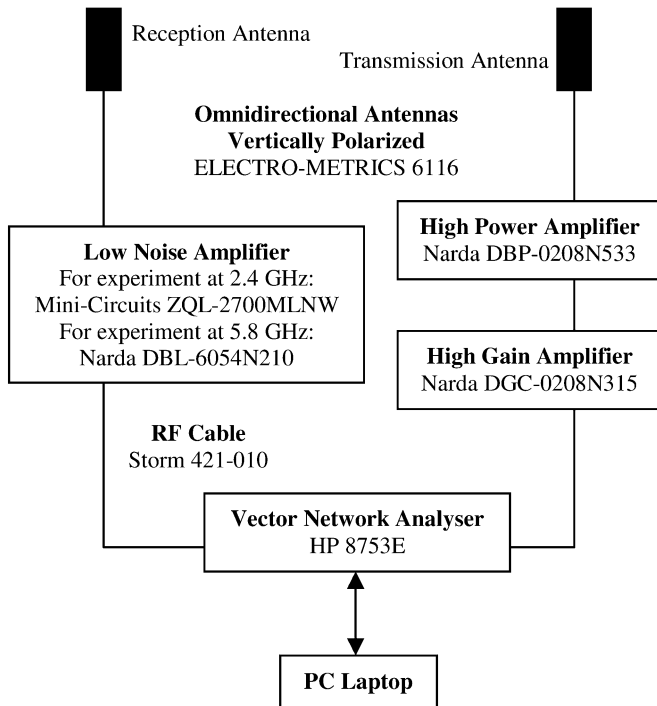 Reception Antenna
Transmission Antenna
Omnidirectional Antennas
Vertically Polarized
ELECTRO-METRICS 6116
High Power Amplifier
Narda DBP-0208N533
Low Noise Amplifier
For experiment at 2.4 GHz:
Mini-Circuits ZQL-2700MLNW
For experiment at 5.8 GHz:
Narda DBL-6054N210
High Gain Amplifier
Narda DGC-0208N315
RF Cable
Storm 421-010
Vector Network Analyser
HP 8753E
PC Laptop